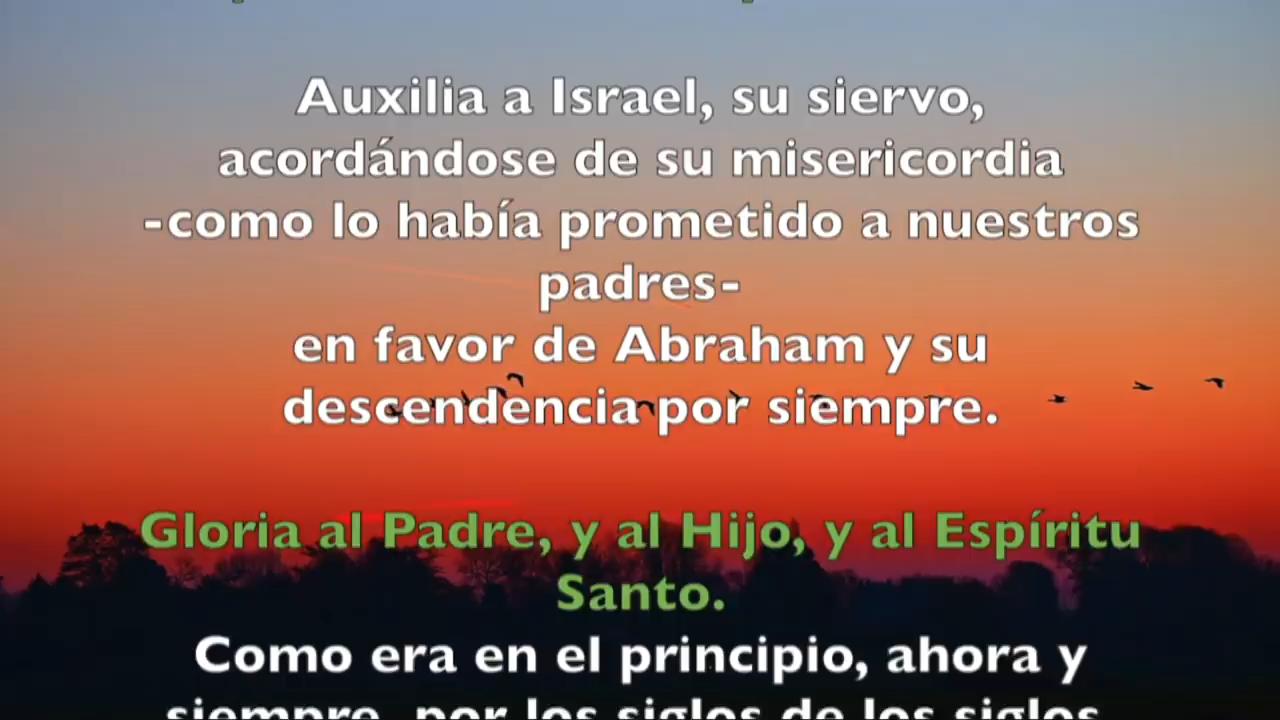 Auxilia a Israel, su siervo,
acordándose de su misericordia
-como lo había prometido a nuestros
padres-
en favor de Abraham y su
descendencia por siempre.
Gloria al Padre, y al Hijo, y al Espíritu
Santo.
Como era en el principio, ahora y
siempre, por los siglos de los siglos.